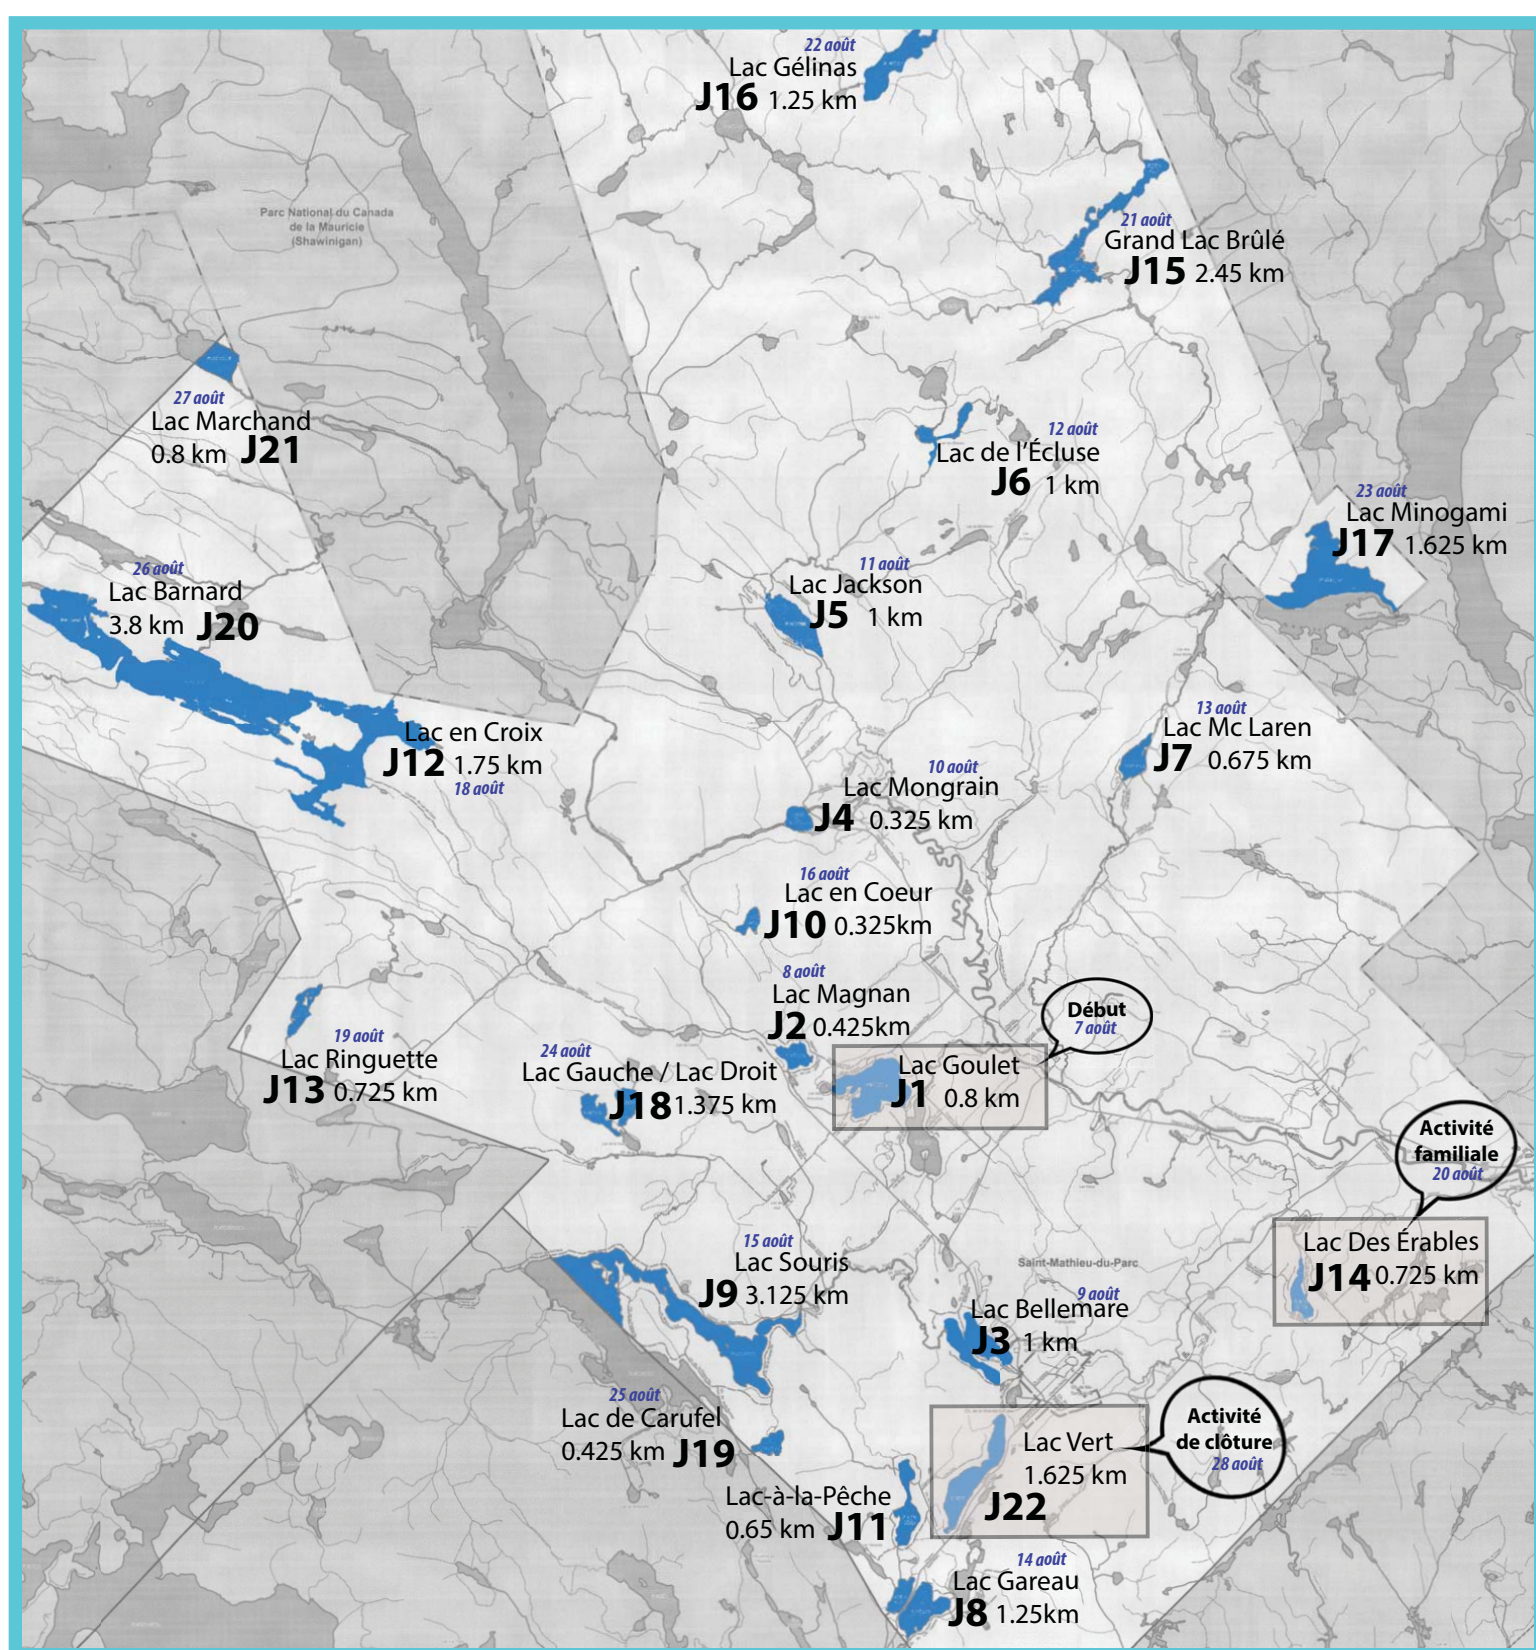 22 août
Lac Gélinas
J16 1.25 km
Parc National du Canada
de la Mauricie
(Shawinigan)
21 août
Grand Lac Brûlé
J15 2.45 km
27 août
Lac Marchand
0.8 km J21
12 août
Lac de l'Écluse
J6 1 km
23 août
Lac Minogami
J17 1.625 km
26 août
Lac Barnard
3.8 km J20
11 août
Lac Jackson
J5 1 km
13 août
Lac Mc Laren
J7 0.675 km
Lac en Croix
J12 1.75 km
18 août
10 août
Lac Mongrain
J4 0.325 km
16 août
Lac en Coeur
J10 0.325km
8 août
Lac Magnan
J2 0.425km
Début
7 août
19 août
Lac Ringuette
J13 0.725 km
24 août
Lac Gauche / Lac Droit
J18 1.375 km
Lac Goulet
J1 0.8 km
Activité
familiale
20 août
Lac Des Érables
J14 0.725 km
15 août
Lac Souris
J9 3.125 km
Saint-Mathieu-du-Parc
9 août
Lac Bellemare
J3 1 km
25 août
Lac de Carufel
0.425 km J19
Lac Vert
1.625 km
J22
Activité
de clôture
28 août
Lac-à-la-Pêche
0.65 km J11
14 août
Lac Gareau
J8 1.25km